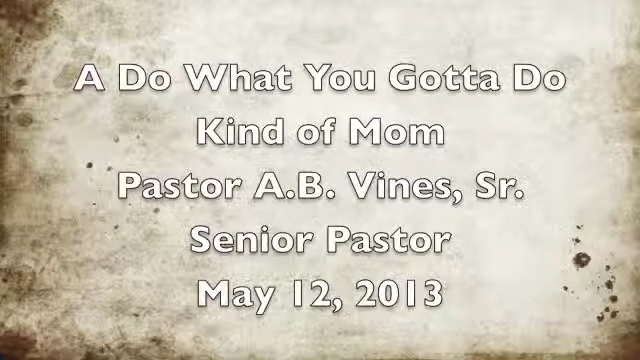 A Do What You Gotta Do
Kind of Mom
Pastor A.B. Vines, Sr.
Senior Pastor
May 12, 2013